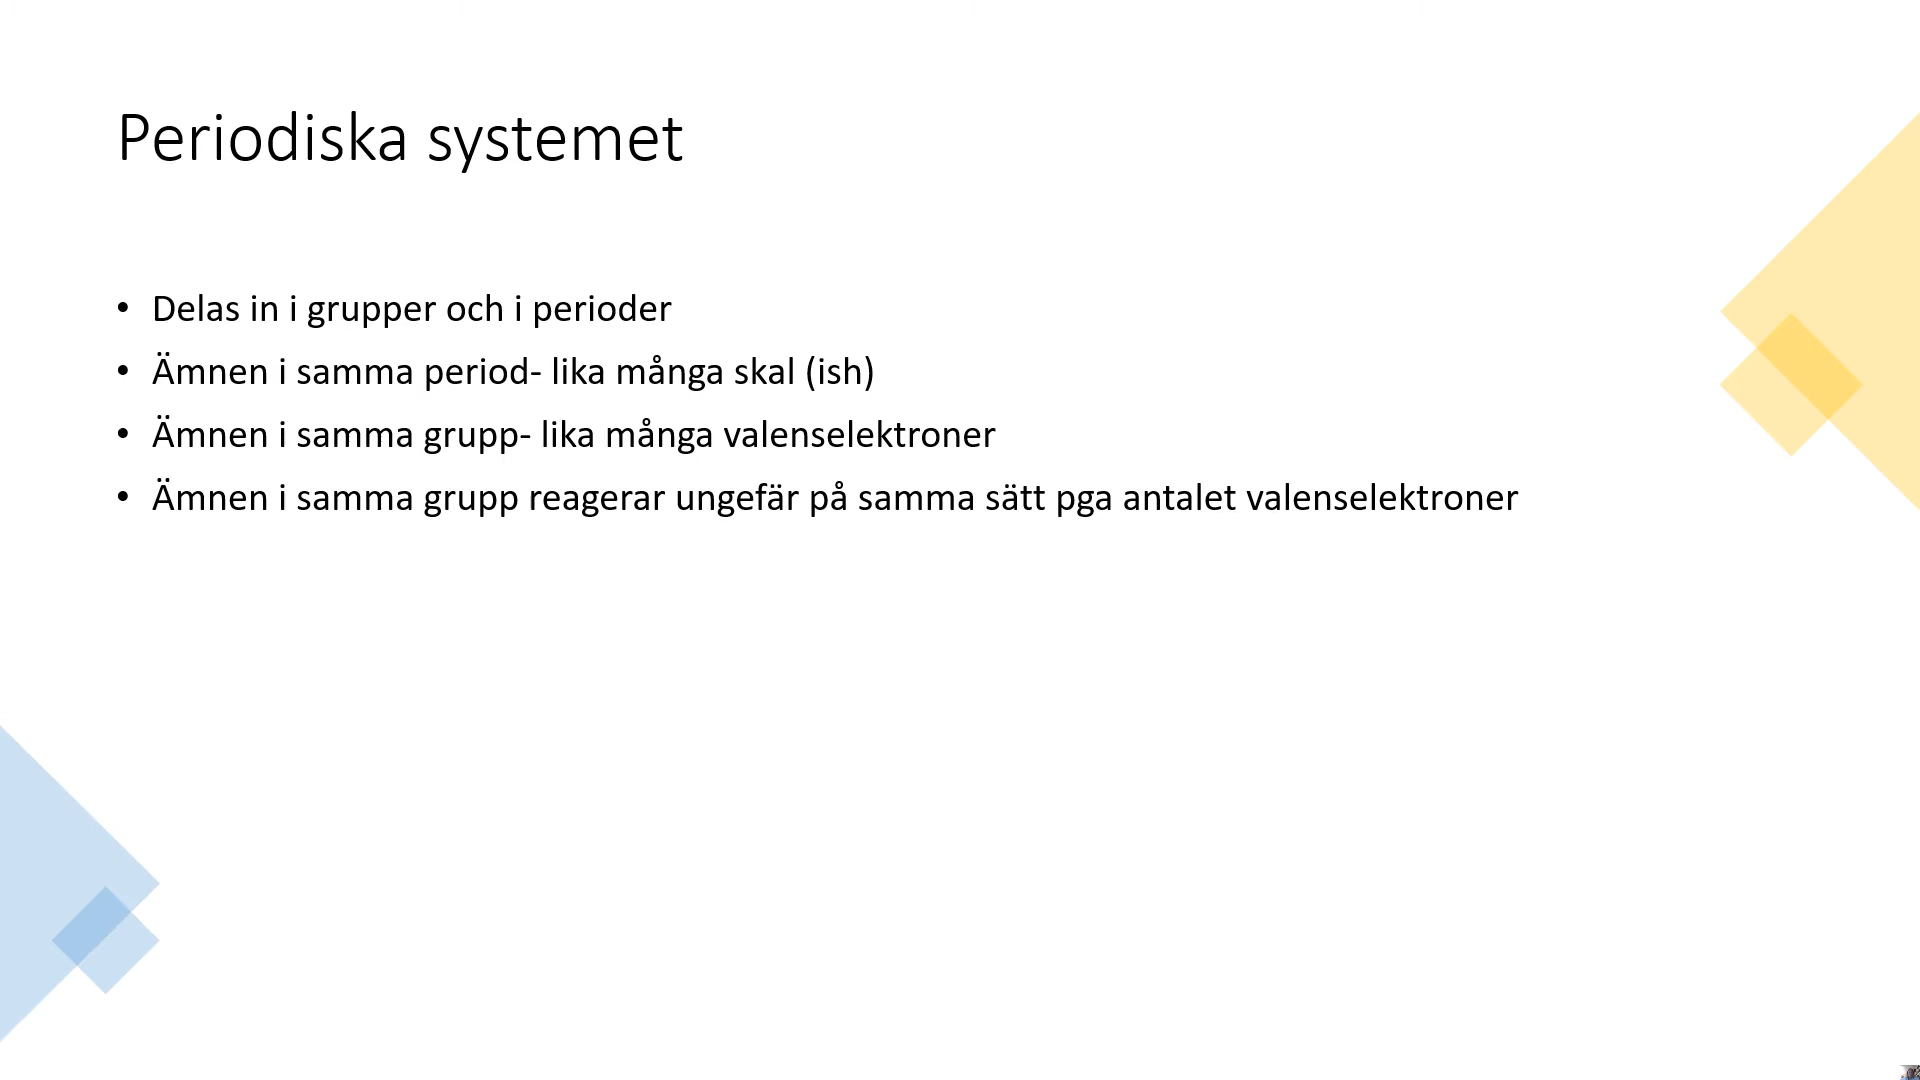 Periodiska systemet
• Delas in i grupper och i perioder
• Ämnen i samma period- lika många skal (ish)
• Ämnen i samma grupp- lika många valenselektroner
• Ämnen i samma grupp reagerar ungefär på samma sätt pga antalet valenselektroner